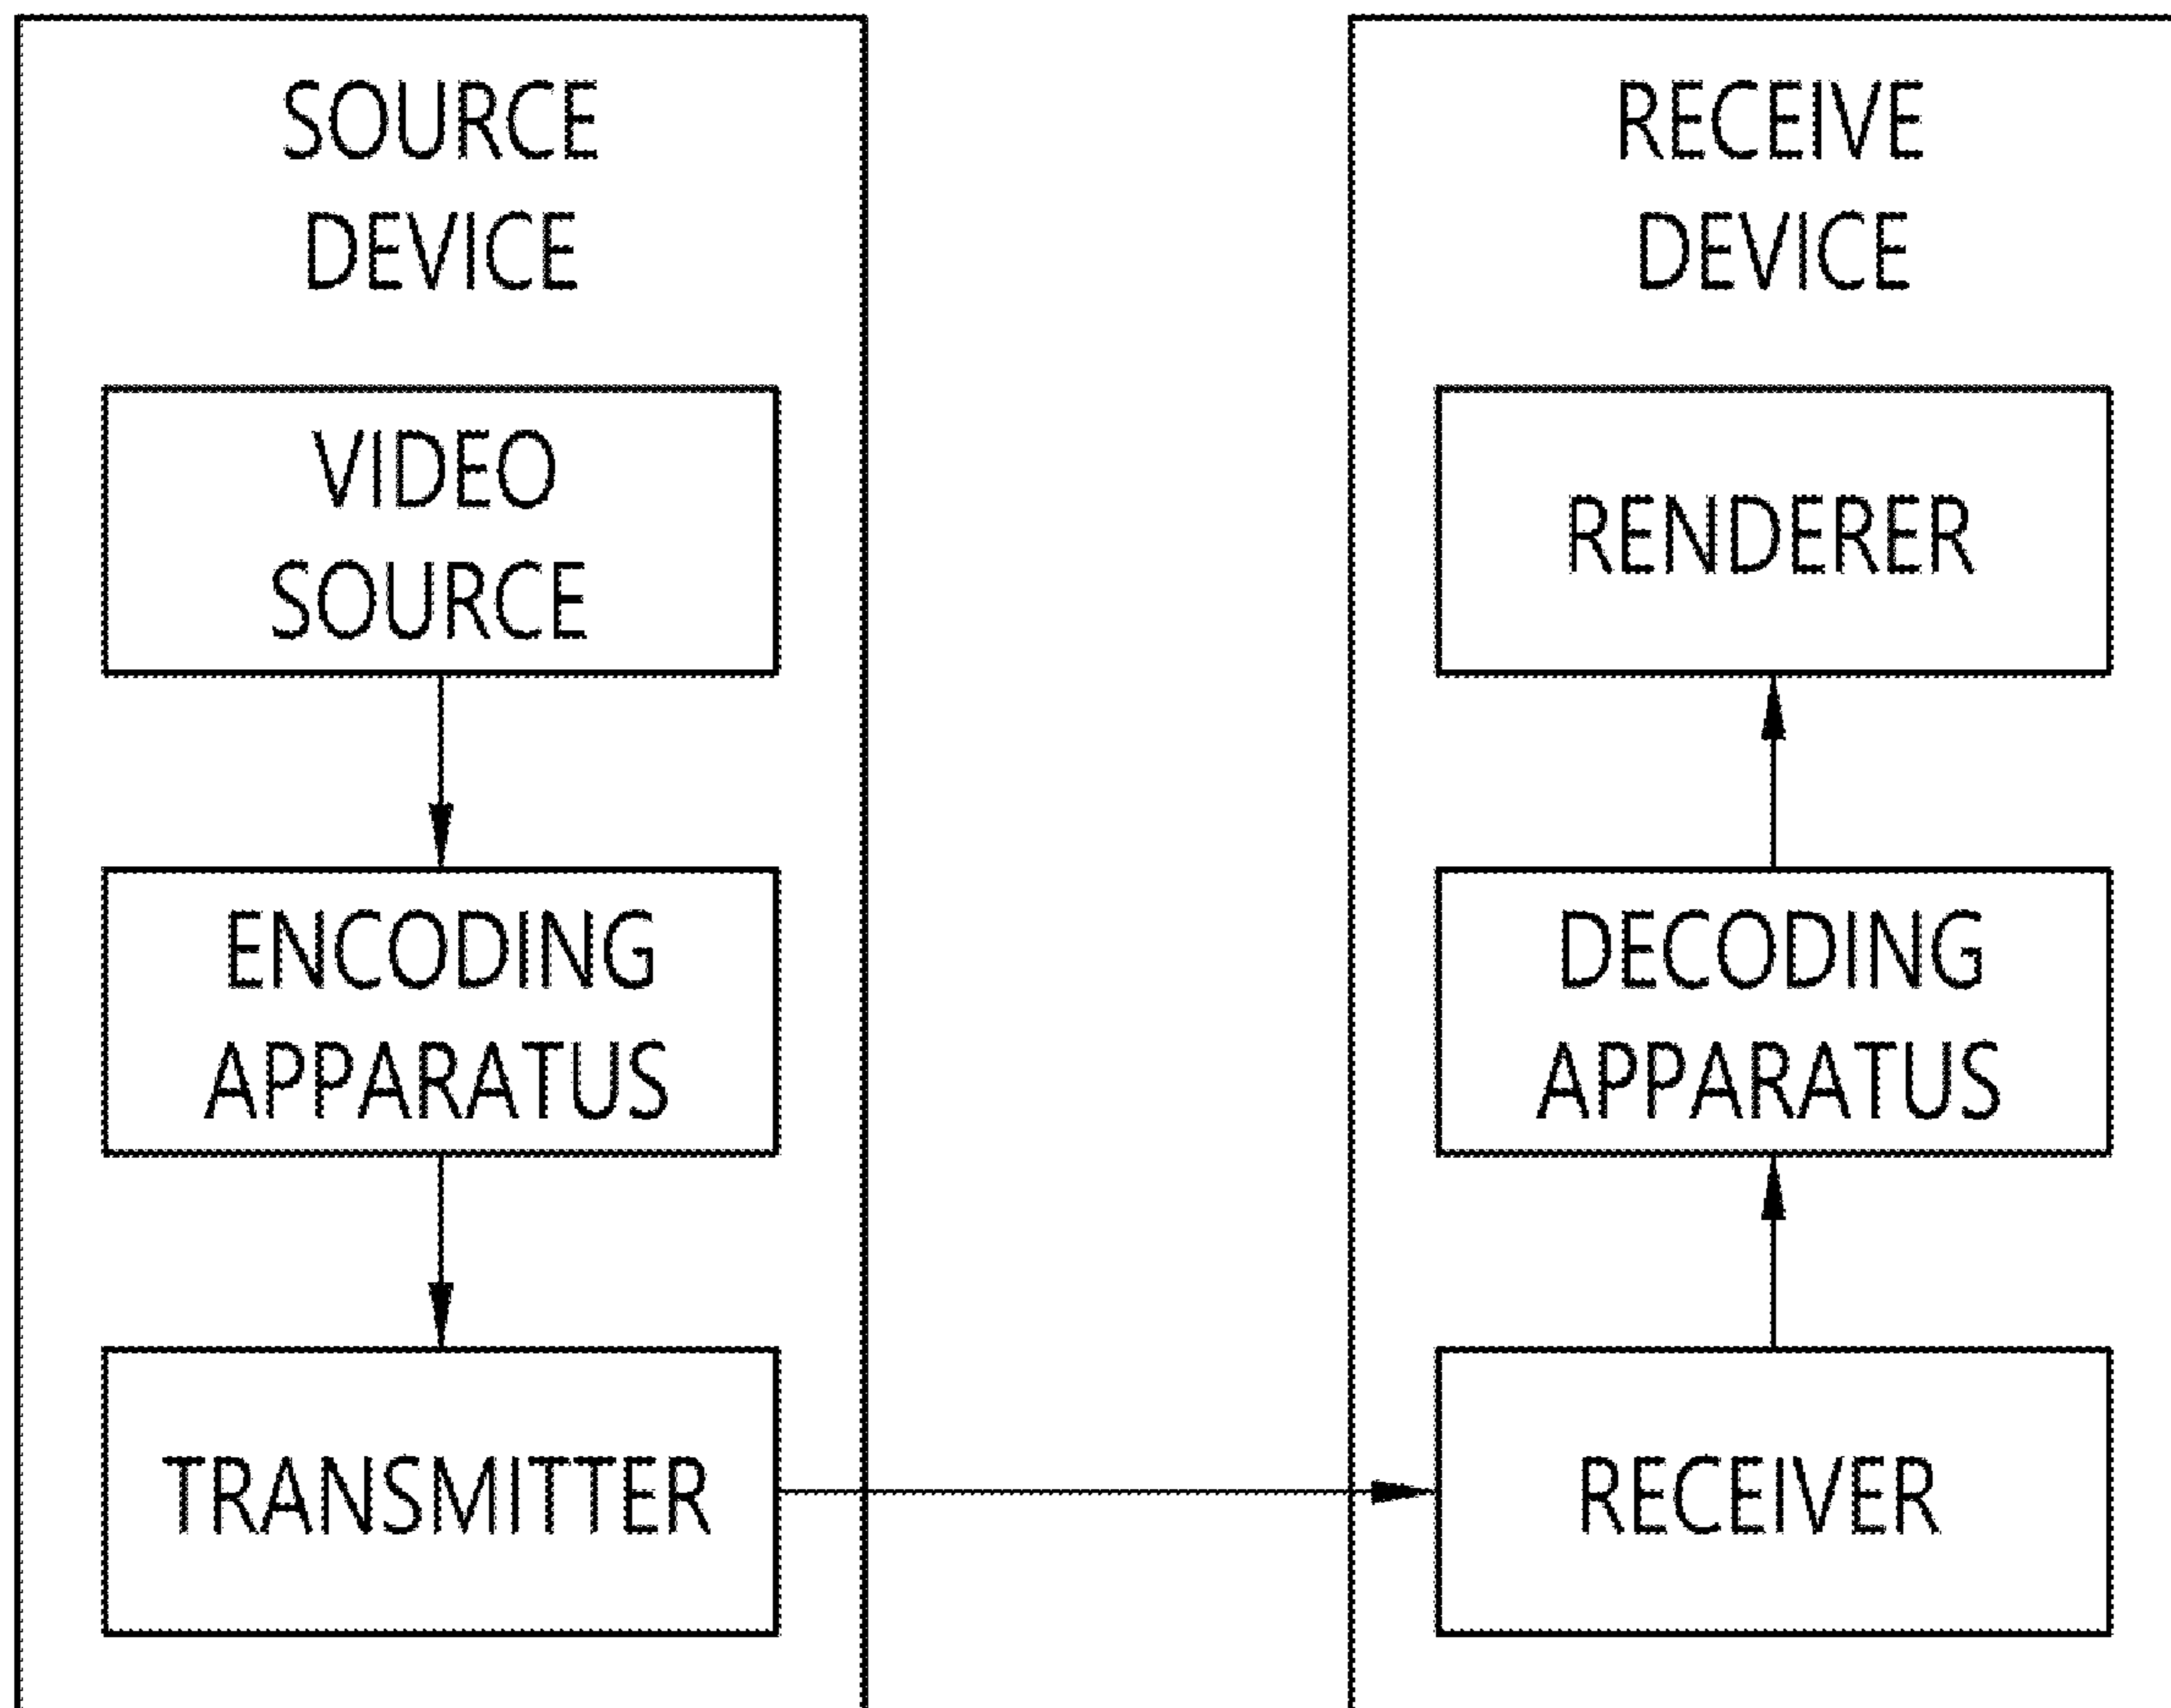 SOURCE
DEVICE
VIDEO
SOURCE
ENCODING
APPARATUS
TRANSMITTER
RECEIVE
DEVICE
RENDERER
DECODING
APPARATUS
RECEIVER